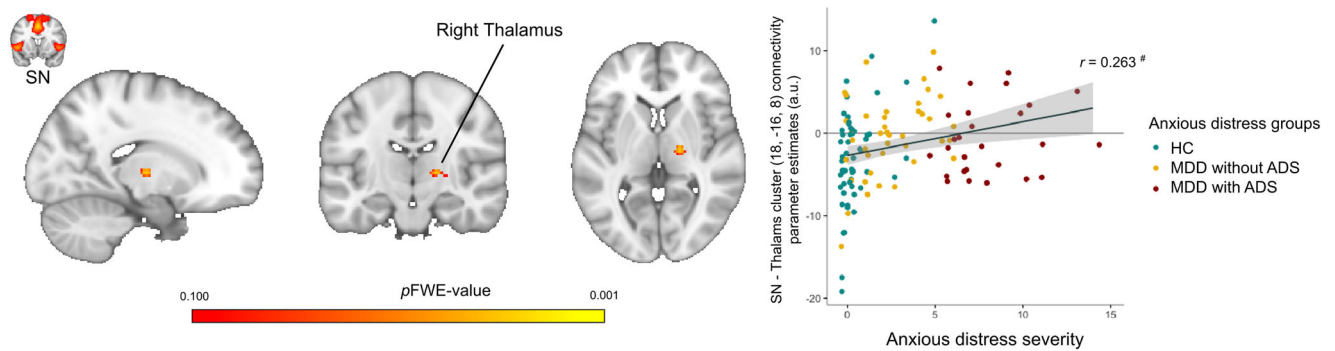 SN
Right Thalamus
pFWE-value
0.100
0.001
SN - Thalams cluster (18, -16, 8) connectivity
parameter estimates (a.u.)
10
0
-10
-20
0
5
10
15
Anxious distress severity
r = 0.263 #
Anxious distress groups
HC
MDD without ADS
MDD with ADS